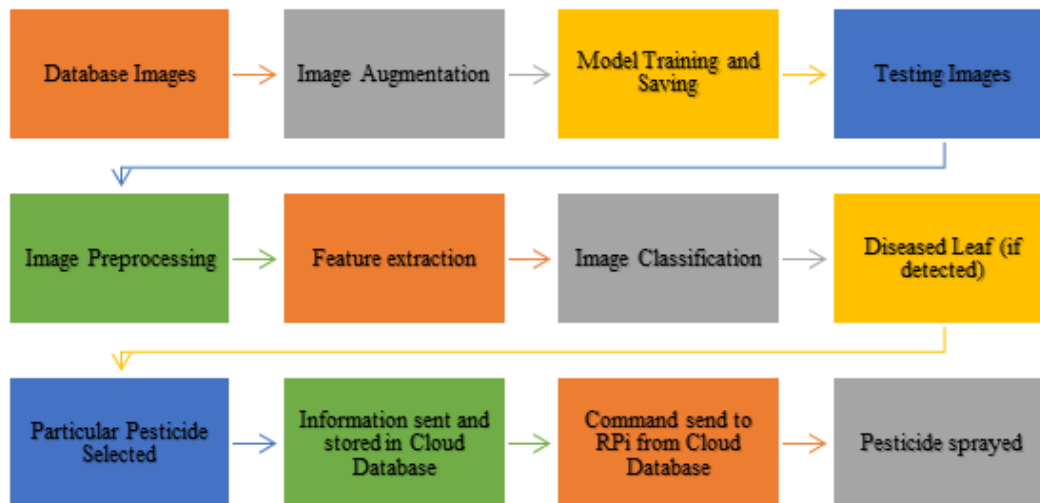 Database Images
Image Augmentation
Model Training and
Saving
Testing Images
Image Preprocessing
Feature extraction
Image Classification
Diseased Leaf (if
detected)
Particular Pesticide
Selected
Information sent and
stored in Cloud
Database
Command send to
RPi from Cloud
Database
Pesticide sprayed